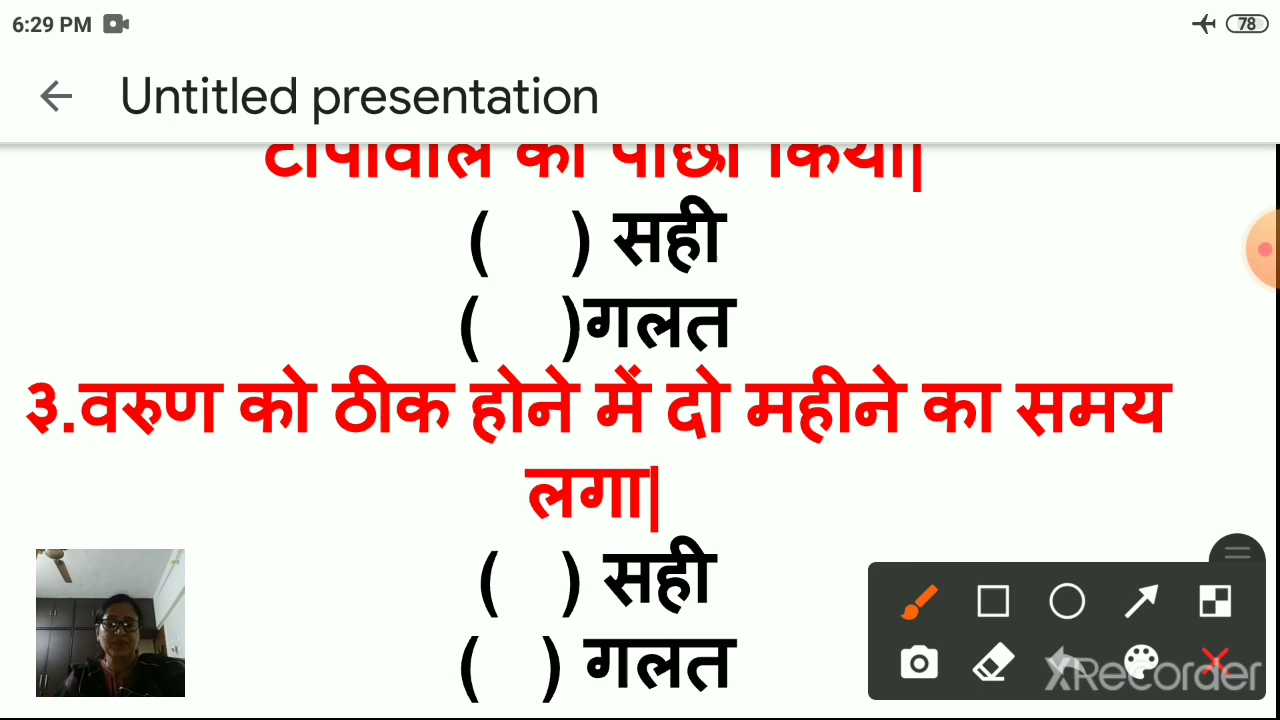 6:29 PM
78
Untitled presentation
टोपीवाले का पीछा किया|
( ) सही
( )गलत
३.वरुण को ठीक होने में दो महीने का समय
लगा|
( ) सही
( ) गलत
XRecorder